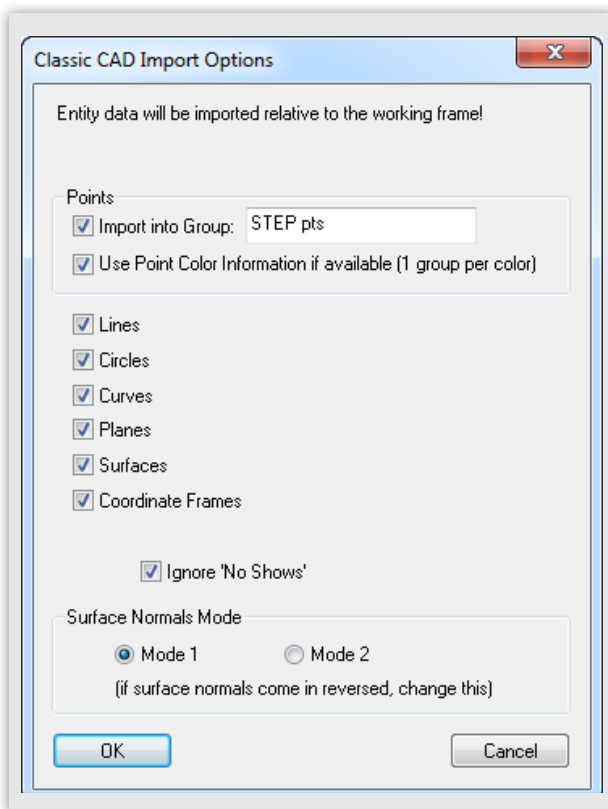 Classic CAD Import Options
Entity data will be imported relative to the working frame!
Points
Import into Group: STEP pts
Use Point Color Information if available (1 group per color)
Lines
Circles
Curves
Planes
Surfaces
Coordinate Frames
Ignore 'No Shows'
Surface Normals Mode
Mode 1 Mode 2
(if surface normals come in reversed, change this)
OK Cancel